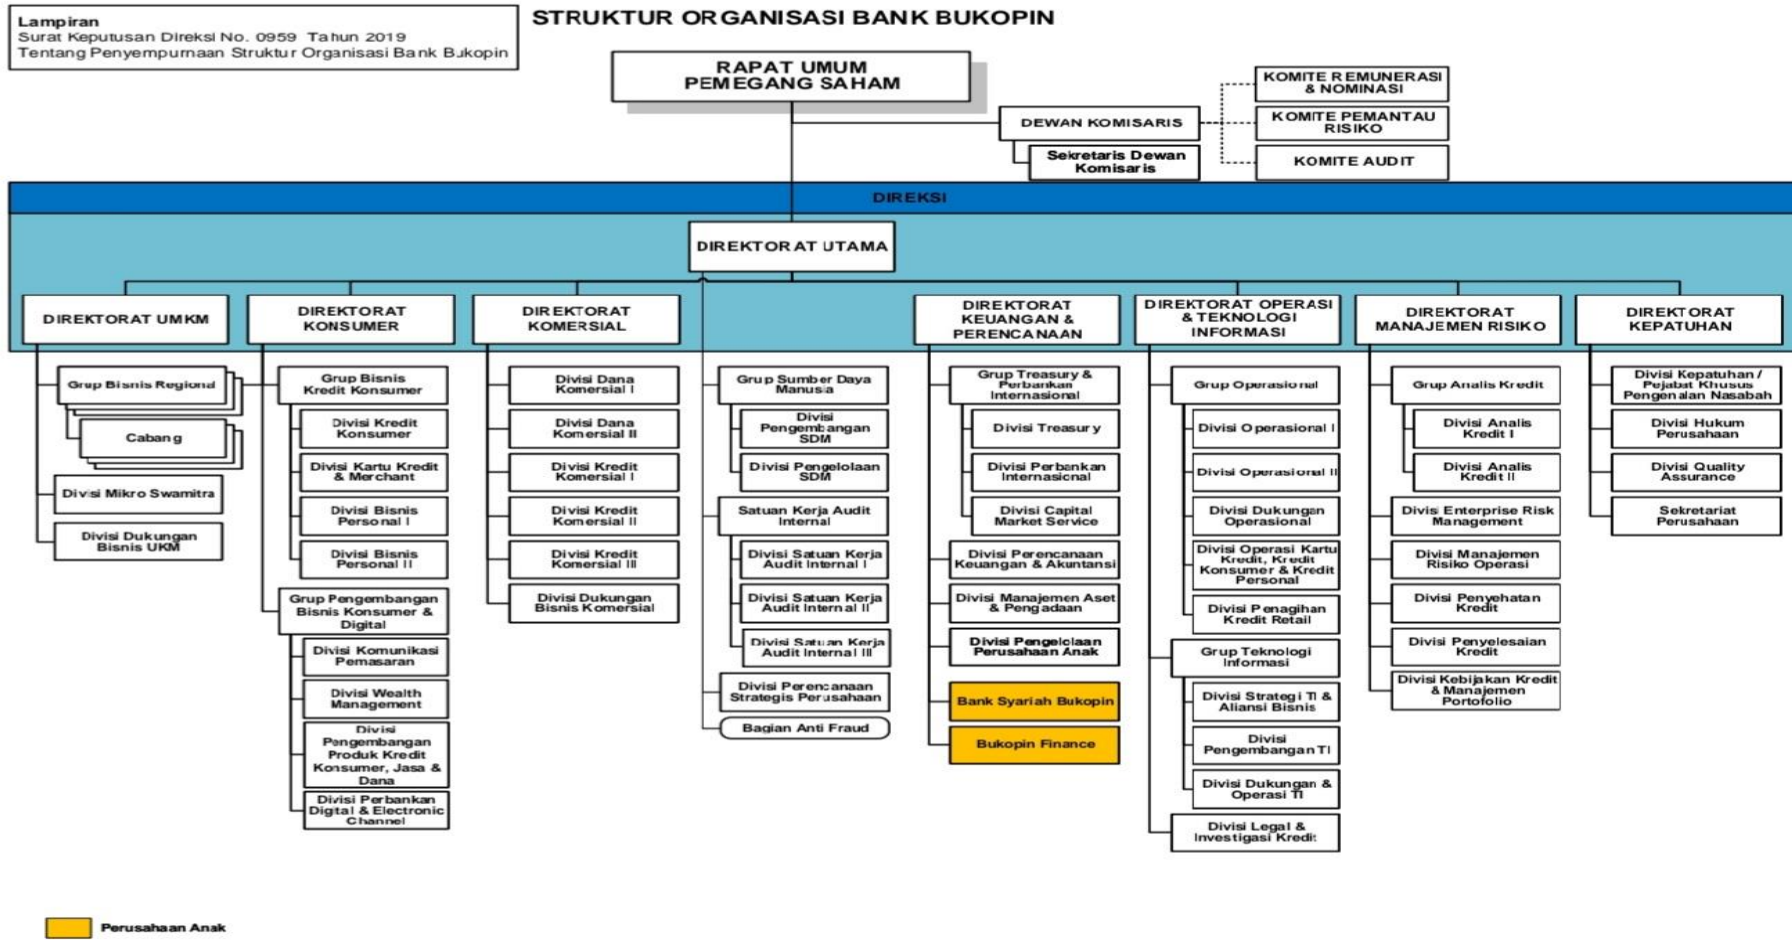 Lampiran
Surat Keputusan Direksi No. 0959 Tahun 2019
Tentang Penyempurnaan Struktur Organisasi Bank Bukopin
STRUKTUR ORGANISASI BANK BUKOPIN
RAPAT UMUM
PEMEGANG SAHAM
DEWAN KOMISARIS
Sekretaris Dewan
Komisaris
KOMITE REMUNERASI
& NOMINASI
KOMITE PEMANTAU
RISIKO
KOMITE AUDIT
DIREKSI
DIREKTORAT UTAMA
DIREKTORAT UMKM
Grup Bisnis Regional
Cabang
Divisi Mikro Swamitra
Divisi Dukungan
Bisnis UKM
DIREKTORAT
KONSUMER
Grup Bisnis
Kredit Konsumer
Divisi Kredit
Konsumer
Divisi Kartu Kredit
& Merchant
Divisi Bisnis
Personal I
Divisi Bisnis
Personal II
Grup Pengembangan
Bisnis Konsumer &
Digital
Divisi Komunikasi
Pemasaran
Divisi Wealth
Management
Divisi
Pengembangan
Produk Kredit
Konsumer, Jasa &
Dana
Divisi Perbankan
Digital & Electronic
Channel
DIREKTORAT
KOMERSIAL
Divisi Dana
Komersial I
Divisi Dana
Komersial II
Divisi Kredit
Komersial I
Divisi Kredit
Komersial II
Divisi Kredit
Komersial III
Divisi Dukungan
Bisnis Komersial
Grup Sumber Daya
Manusia
Divisi
Pengembangan
SDM
Divisi Pengelolaan
SDM
Satuan Kerja Audit
Internal
Divisi Satuan Kerja
Audit Internal I
Divisi Satuan Kerja
Audit Internal II
Divisi Satuan Kerja
Audit Internal III
Divisi Perencanaan
Strategis Perusahaan
Bagian Anti Fraud
DIREKTORAT
KEUANGAN &
PERENCANAAN
Grup Treasury &
Perbankan
Internasional
Divisi Treasury
Divisi Perbankan
Internasional
Divisi Capital
Market Service
Divisi Perencanaan
Keuangan & Akuntansi
Divisi Manajemen Aset
& Pengadaan
Divisi Pengelolaan
Perusahaan Anak
Bank Syariah Bukopin
Bukopin Finance
DIREKTORAT OPERASI
& TEKNOLOGI
INFORMASI
Grup Operasional
Divisi Operasional I
Divisi Operasional II
Divisi Dukungan
Operasional
Divisi Operasi Kartu
Kredit, Kredit
Konsumer & Kredit
Personal
Divisi Penagihan
Kredit Retail
Grup Teknologi
Informasi
Divisi Strategi TI &
Aliansi Bisnis
Divisi
Pengembangan TI
Divisi Dukungan &
Operasi TI
Divisi Legal &
Investigasi Kredit
DIREKTORAT
MANAJEMEN RISIKO
Grup Analis Kredit
Divisi Analis
Kredit I
Divisi Analis
Kredit II
Divisi Enterprise Risk
Management
Divisi Manajemen
Risiko Operasi
Divisi Penyehatan
Kredit
Divisi Penyelesaian
Kredit
Divisi Kebijakan Kredit
& Manajemen
Portofolio
DIREKTORAT
KEPATUHAN
Divisi Kepatuhan /
Pejabat Khusus
Pengenalan Nasabah
Divisi Hukum
Perusahaan
Divisi Quality
Assurance
Sekretariat
Perusahaan
Perusahaan Anak